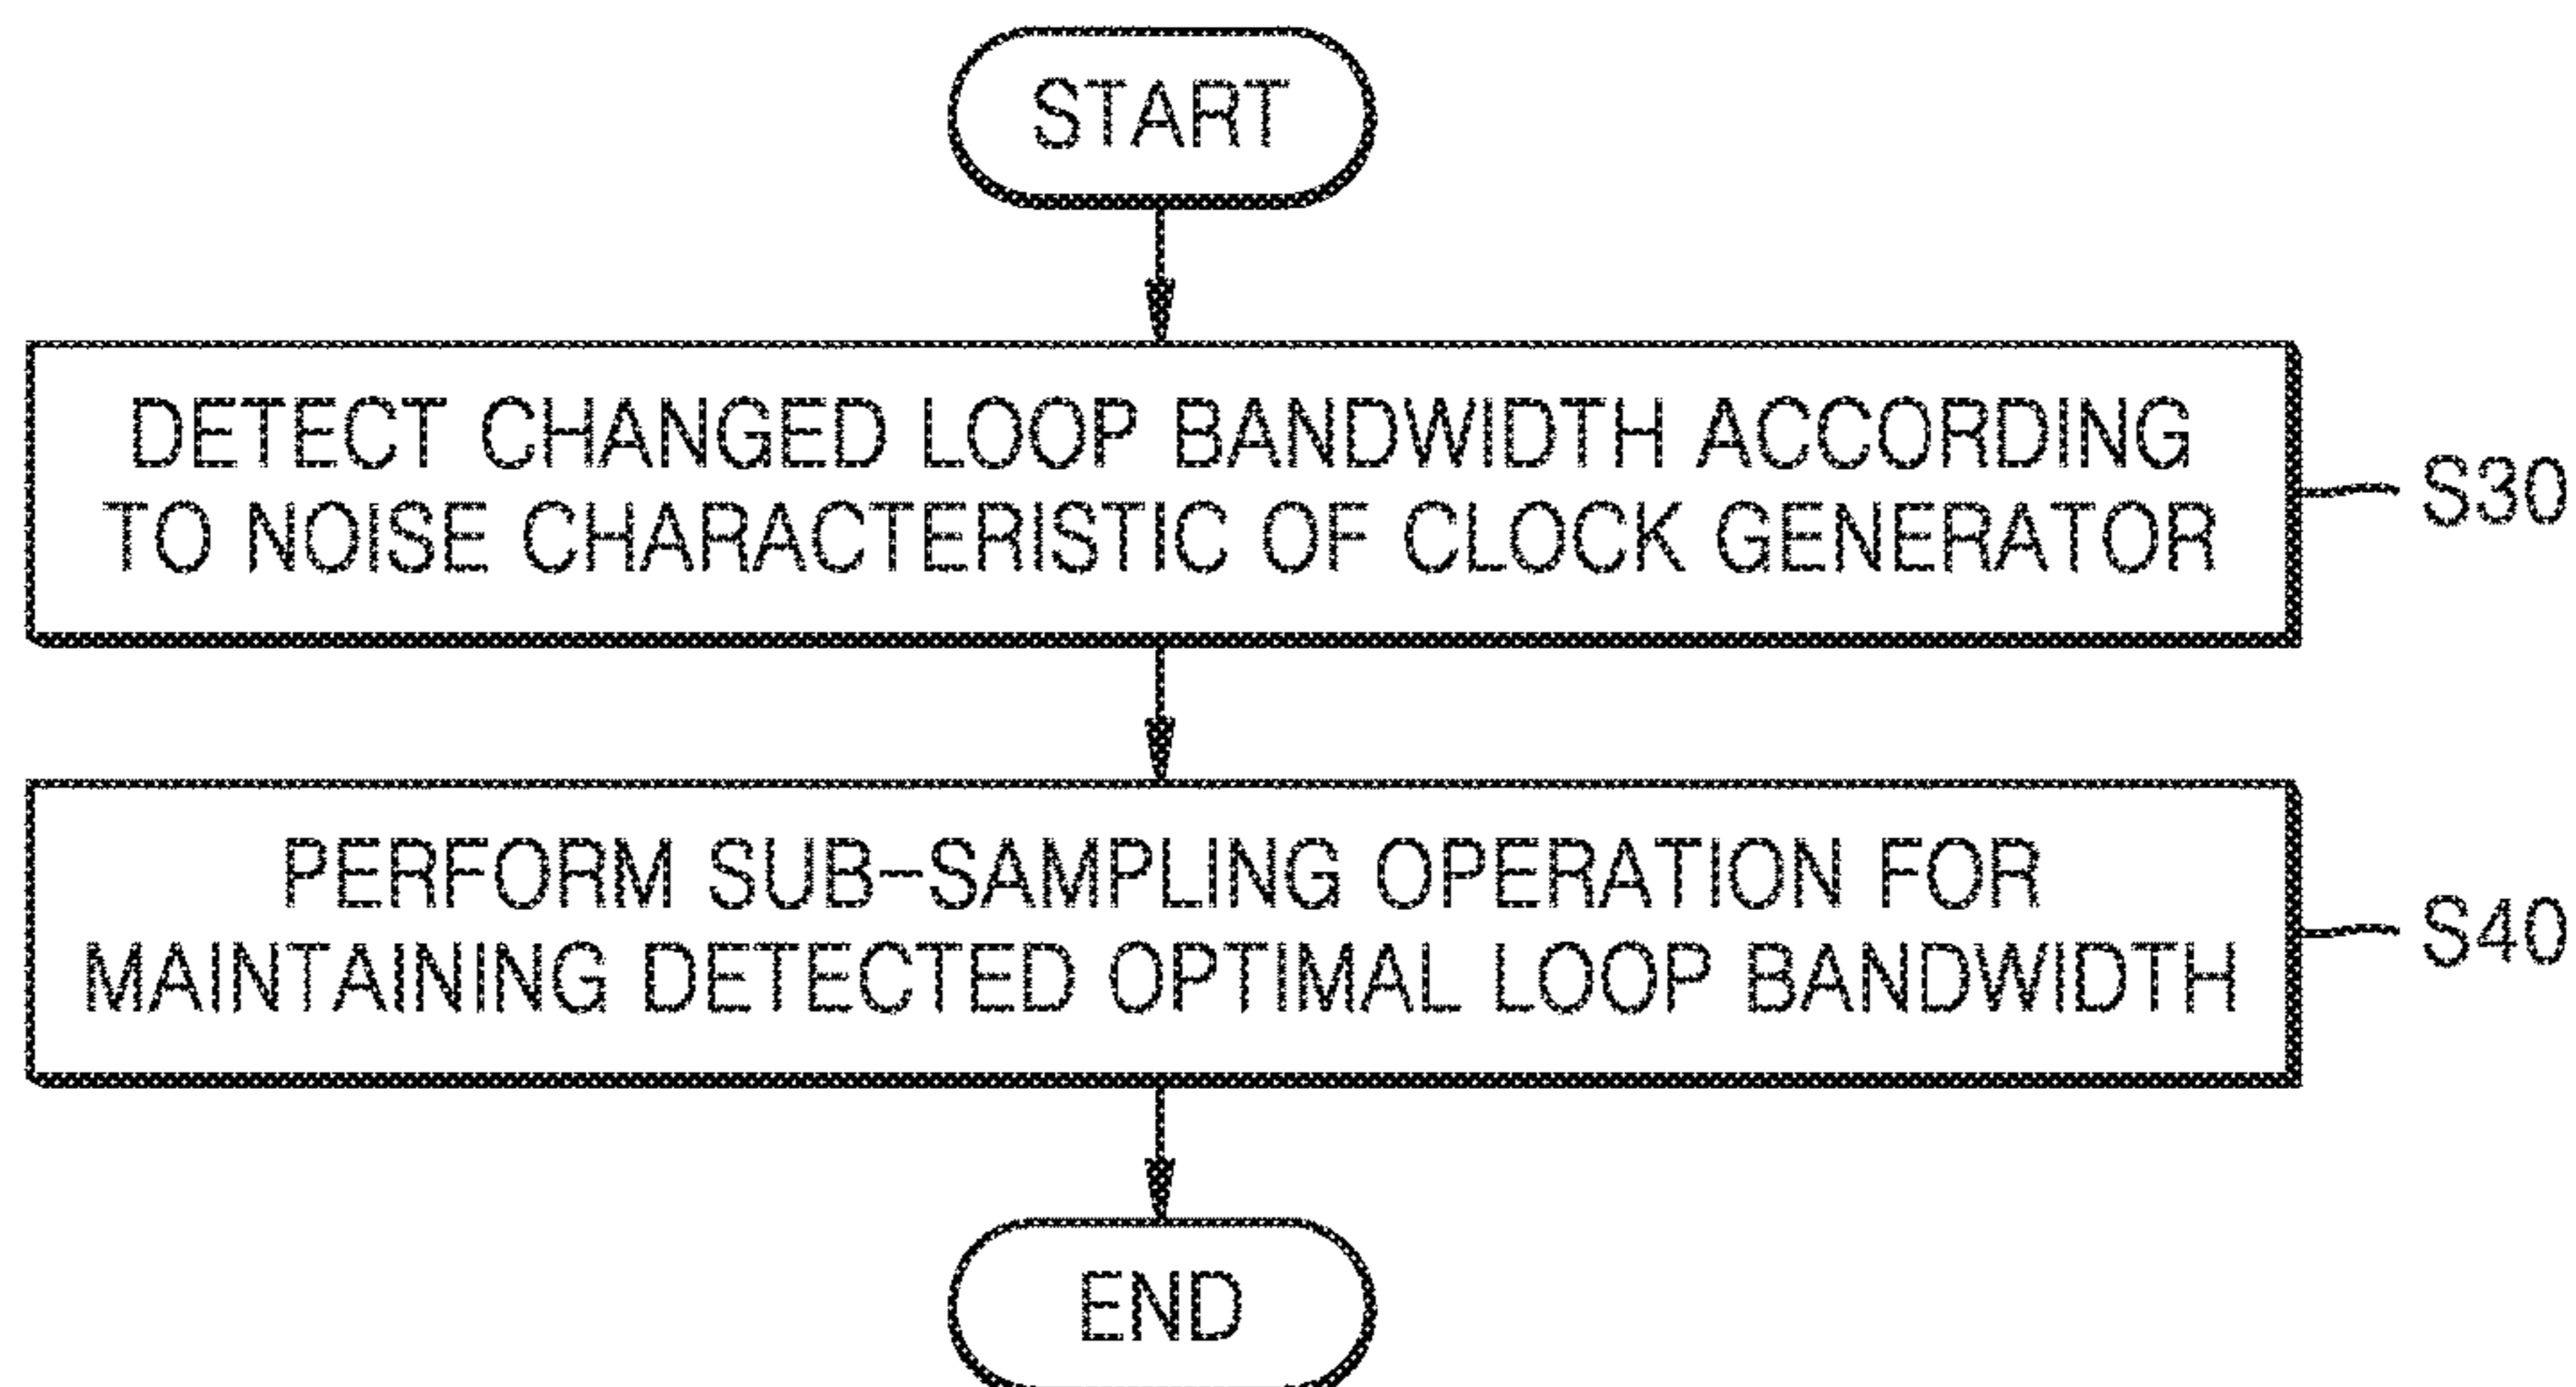 START
DETECT CHANGED LOOP BANDWIDTH ACCORDING
TO NOISE CHARACTERISTIC OF CLOCK GENERATOR
S30
PERFORM SUB-SAMPLING OPERATION FOR
MAINTAINING DETECTED OPTIMAL LOOP BANDWIDTH
S40
END